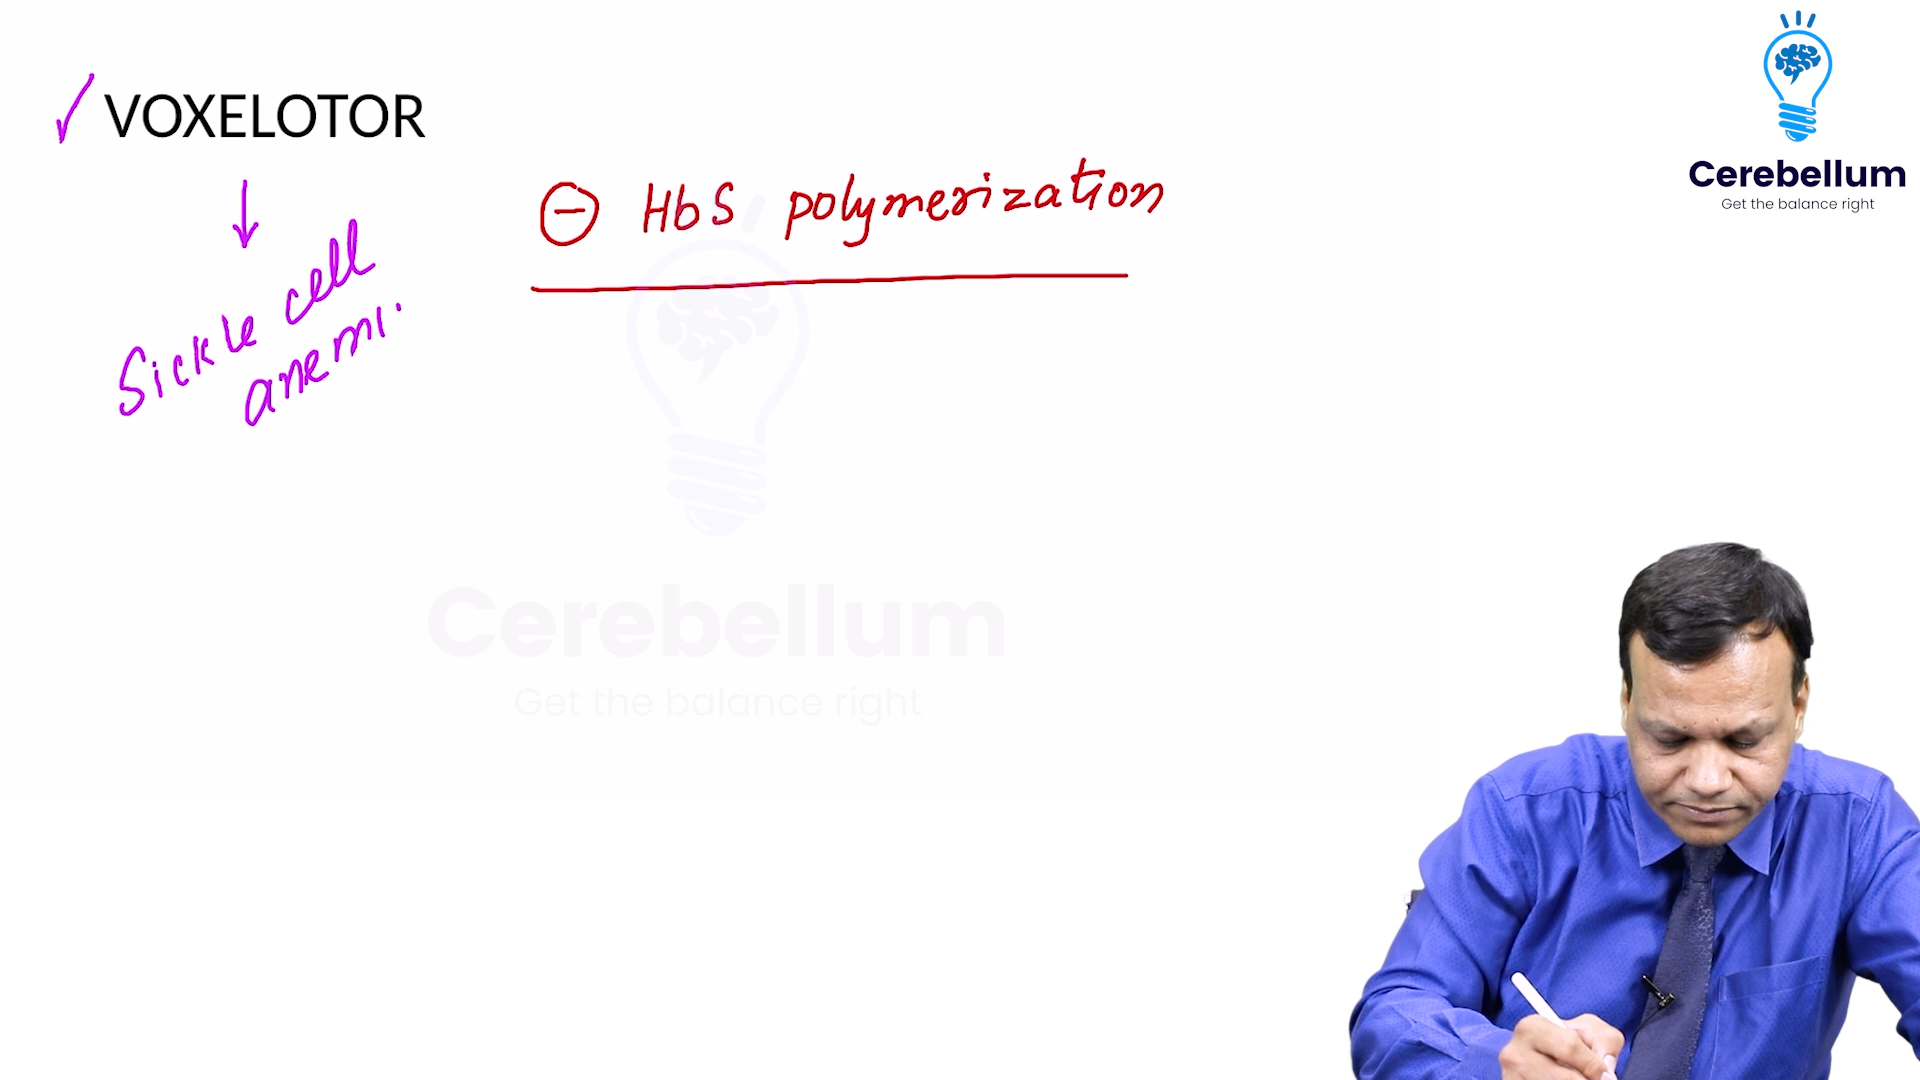 VOXELOTOR
⊖ HbS polymerization
Sickle cell
anemi.
Cerebellum
Get the balance right
Cerebellum
Get the balance right